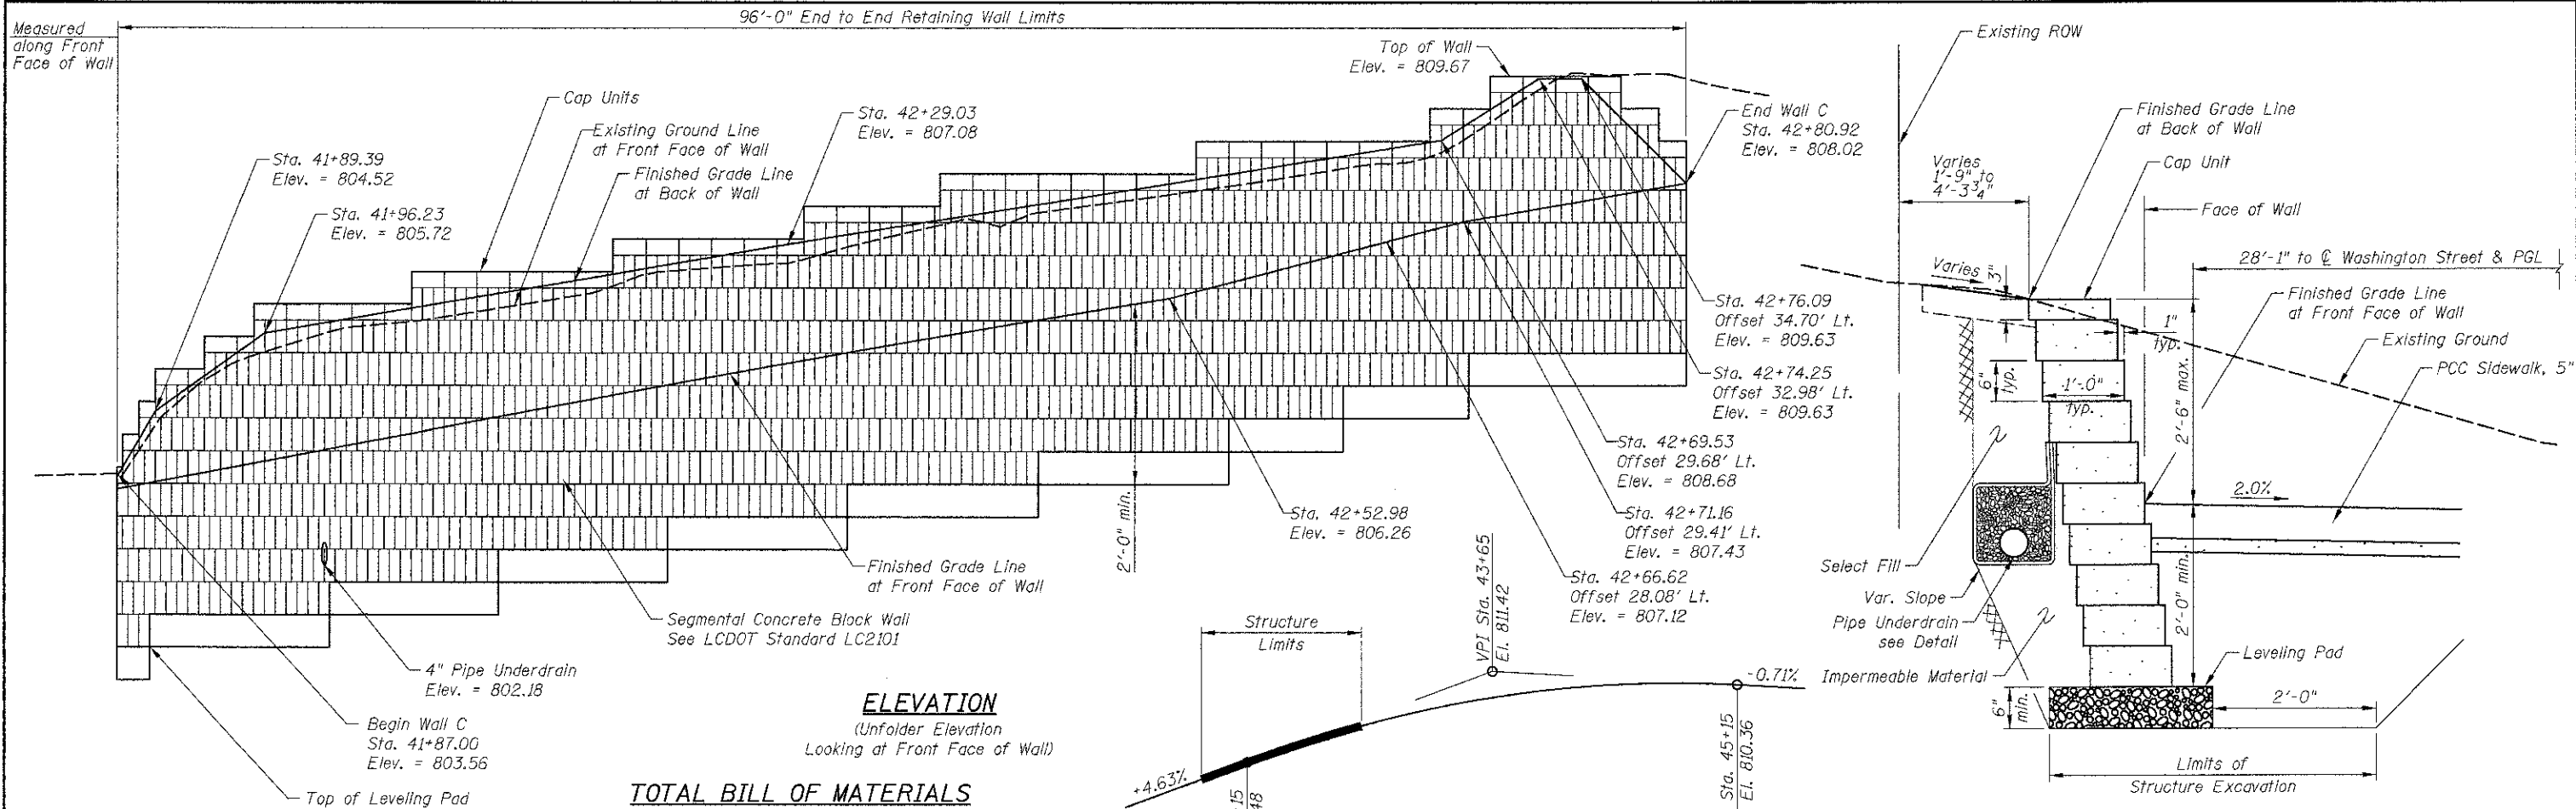 96'-0" End to End Retaining Wall Limits
Measured
along Front
Face of Wall
Top of Wall
Elev. = 809.67
Cap Units
Existing Ground Line
at Front Face of Wall
Finished Grade Line
at Back of Wall
Sta. 42+29.03
Elev. = 807.08
Sta. 41+89.39
Elev. = 804.52
Sta. 41+96.23
Elev. = 805.72
End Wall C
Sta. 42+80.92
Elev. = 808.02
Sta. 42+76.09
Offset 34.70' Lt.
Elev. = 809.63
Sta. 42+74.25
Offset 32.98' Lt.
Elev. = 809.63
Sta. 42+69.53
Offset 29.68' Lt.
Elev. = 808.68
Sta. 42+71.16
Offset 29.41' Lt.
Elev. = 807.43
Sta. 42+66.62
Offset 28.08' Lt.
Elev. = 807.12
Sta. 42+52.98
Elev. = 806.26
2'-0" min.
Finished Grade Line
at Front Face of Wall
Segmental Concrete Block Wall
See LCDOT Standard LC2101
4" Pipe Underdrain
Elev. = 802.18
Begin Wall C
Sta. 41+87.00
Elev. = 803.56
Top of Leveling Pad
ELEVATION
(Unfolder Elevation
Looking at Front Face of Wall)
TOTAL BILL OF MATERIALS
Structure
Limits
+4.63%
15
48
VPI Sta. 43+65
El. 811.42
-0.71%
Sta. 45+15
El. 810.36
Existing ROW
Finished Grade Line
at Back of Wall
Varies
1'-9" to
4'-3¾"
Cap Unit
Face of Wall
28'-1" to ℄ Washington Street & PGL
Varies
3"
Finished Grade Line
at Front Face of Wall
1"
typ.
Existing Ground
PCC Sidewalk, 5"
6"
typ.
1'-0"
typ.
2'-6" max.
2.0%
Select Fill
Var. Slope
Pipe Underdrain
see Detail
Impermeable Material
2'-0" min.
Leveling Pad
6"
min.
2'-0"
Limits of
Structure Excavation